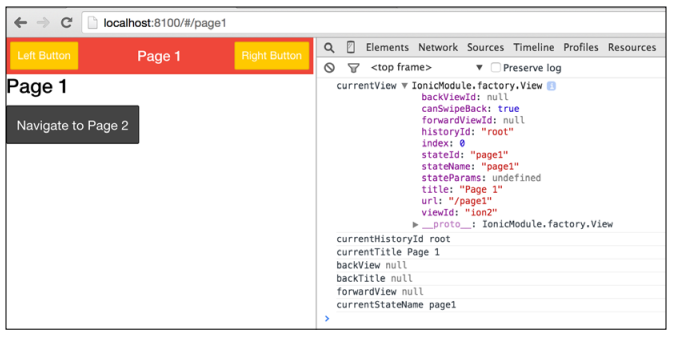 localhost:8100/#/page1
Left Button Page 1 Right Button
Page 1
Navigate to Page 2
Elements Network Sources Timeline Profiles Resources
<top frame> ▼ Preserve log
currentView ▼ IonicModule.factory.View i
backViewId: null
canSwipeBack: true
forwardViewId: null
historyId: "root"
index: 0
stateId: "page1"
stateName: "page1"
stateParams: undefined
title: "Page 1"
url: "/page1"
viewId: "ion2"
▶ __proto__: IonicModule.factory.View
currentHistoryId root
currentTitle Page 1
backView null
backTitle null
forwardView null
currentStateName page1
>